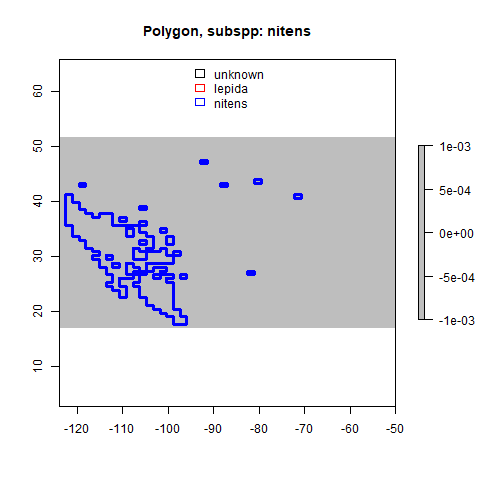 Polygon, subspp: nitens
unknown
lepida
nitens
60
50
40
30
20
10
-120 -110 -100 -90 -80 -70 -60 -50
1e-03
5e-04
0e+00
-5e-04
-1e-03